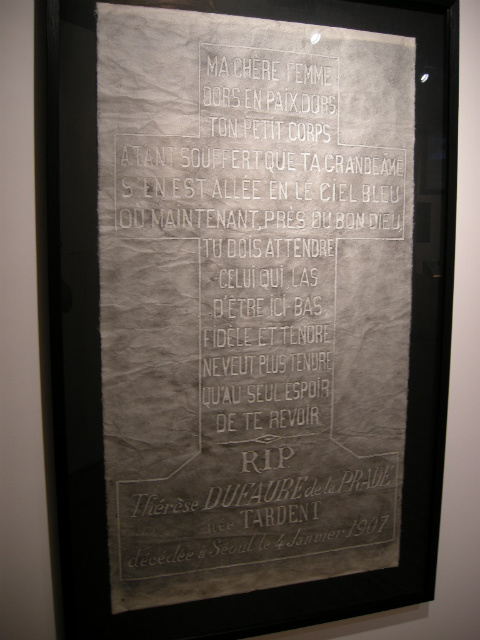 MA CHÈRE FEMME
DORS EN PAIX DORS
TON PETIT CORPS
A TANT SOUFFERT QUE TA GRANDE ÂME
S'EN EST ALLÉE EN LE CIEL BLEU
OÙ MAINTENANT, PRÈS DU BON DIEU
TU DOIS ATTENDRE
CELUI QUI, LAS
D'ÊTRE ICI-BAS
FIDÈLE ET TENDRE
NE VEUT PLUS TENDRE
QU'AU SEUL ESPOIR
DE TE REVOIR
RIP
Thérèse DUFAURE de la PRADE
née TARDENT
décédée à Séoul le 4 Janvier 1907